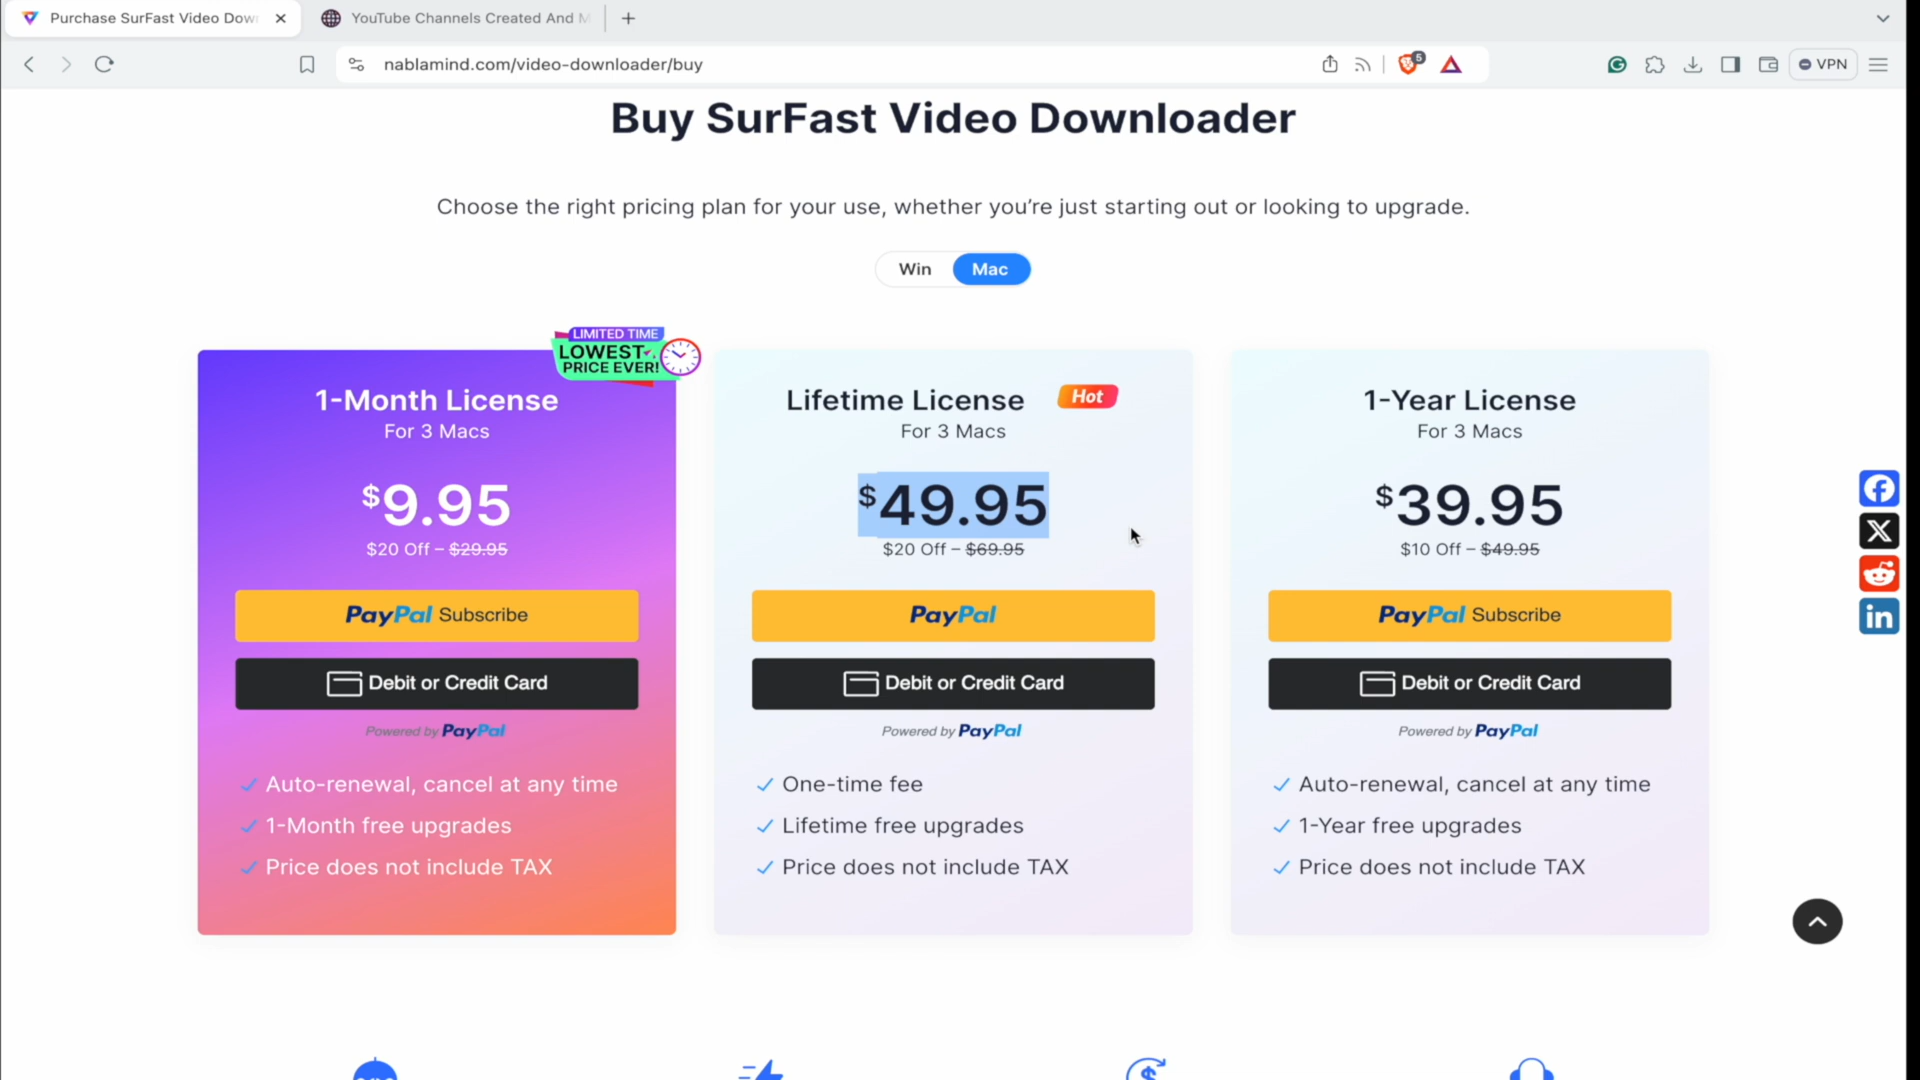 Purchase SurFast Video Dow
YouTube Channels Created And M
nablamind.com/video-downloader/buy
5
VPN
Buy SurFast Video Downloader
Choose the right pricing plan for your use, whether you’re just starting out or looking to upgrade.
Win
Mac
LIMITED TIME
LOWEST
PRICE EVER!
1-Month License
For 3 Macs
$9.95
$20 Off – $29.95
PayPal Subscribe
Debit or Credit Card
Powered by PayPal
Auto-renewal, cancel at any time
1-Month free upgrades
Price does not include TAX
Lifetime License
Hot
For 3 Macs
$49.95
$20 Off – $69.95
PayPal
Debit or Credit Card
Powered by PayPal
One-time fee
Lifetime free upgrades
Price does not include TAX
1-Year License
For 3 Macs
$39.95
$10 Off – $49.95
PayPal Subscribe
Debit or Credit Card
Powered by PayPal
Auto-renewal, cancel at any time
1-Year free upgrades
Price does not include TAX